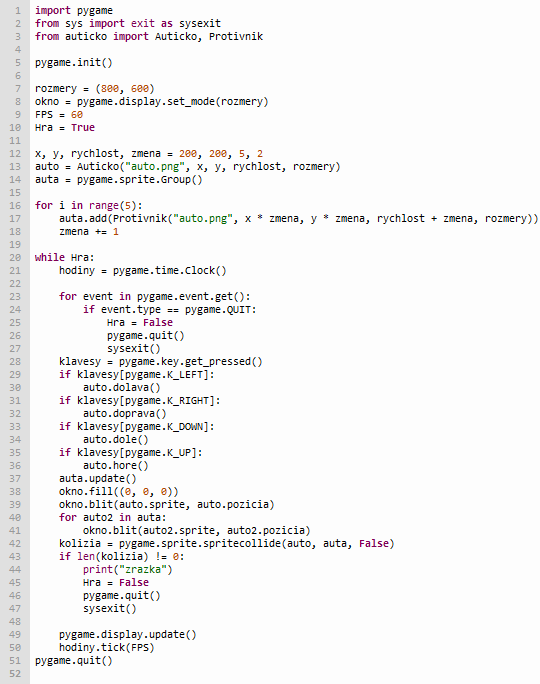 1 import pygame
2 from sys import exit as sysexit
3 from auticko import Auticko, Protivnik
4
5 pygame.init()
6
7 rozmery = (800, 600)
8 okno = pygame.display.set_mode(rozmery)
9 FPS = 60
10 Hra = True
11
12 x, y, rychlost, zmena = 200, 200, 5, 2
13 auto = Auticko("auto.png", x, y, rychlost, rozmery)
14 auta = pygame.sprite.Group()
15
16 for i in range(5):
17     auta.add(Protivnik("auto.png", x * zmena, y * zmena, rychlost + zmena, rozmery))
18     zmena += 1
19
20 while Hra:
21     hodiny = pygame.time.Clock()
22
23     for event in pygame.event.get():
24         if event.type == pygame.QUIT:
25             Hra = False
26             pygame.quit()
27             sysexit()
28     klavesy = pygame.key.get_pressed()
29     if klavesy[pygame.K_LEFT]:
30         auto.dolava()
31     if klavesy[pygame.K_RIGHT]:
32         auto.doprava()
33     if klavesy[pygame.K_DOWN]:
34         auto.dole()
35     if klavesy[pygame.K_UP]:
36         auto.hore()
37     auta.update()
38     okno.fill((0, 0, 0))
39     okno.blit(auto.sprite, auto.pozicia)
40     for auto2 in auta:
41         okno.blit(auto2.sprite, auto2.pozicia)
42     kolizia = pygame.sprite.spritecollide(auto, auta, False)
43     if len(kolizia) != 0:
44         print("zrazka")
45         Hra = False
46         pygame.quit()
47         sysexit()
48
49     pygame.display.update()
50     hodiny.tick(FPS)
51 pygame.quit()
52